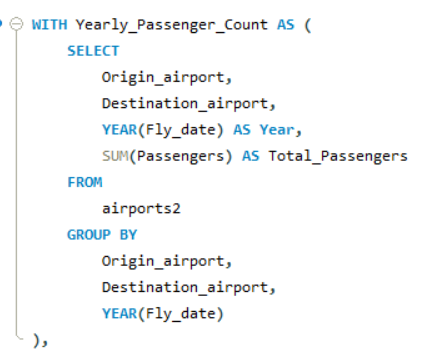 WITH Yearly_Passenger_Count AS (
SELECT
Origin_airport,
Destination_airport,
YEAR(Fly_date) AS Year,
SUM(Passengers) AS Total_Passengers
FROM
airports2
GROUP BY
Origin_airport,
Destination_airport,
YEAR(Fly_date)
),